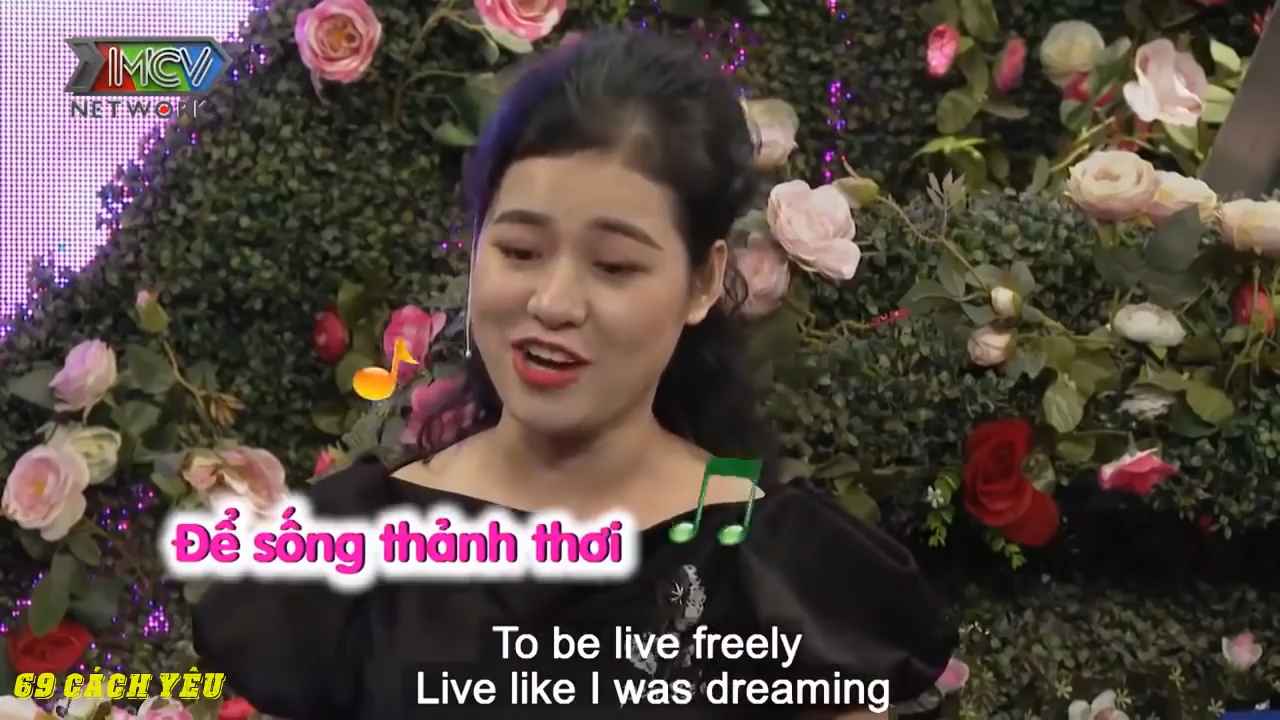 MCV
NETWORK
Để sống thảnh thơi
To be live freely
Live like I was dreaming
69 CÁCH YÊU